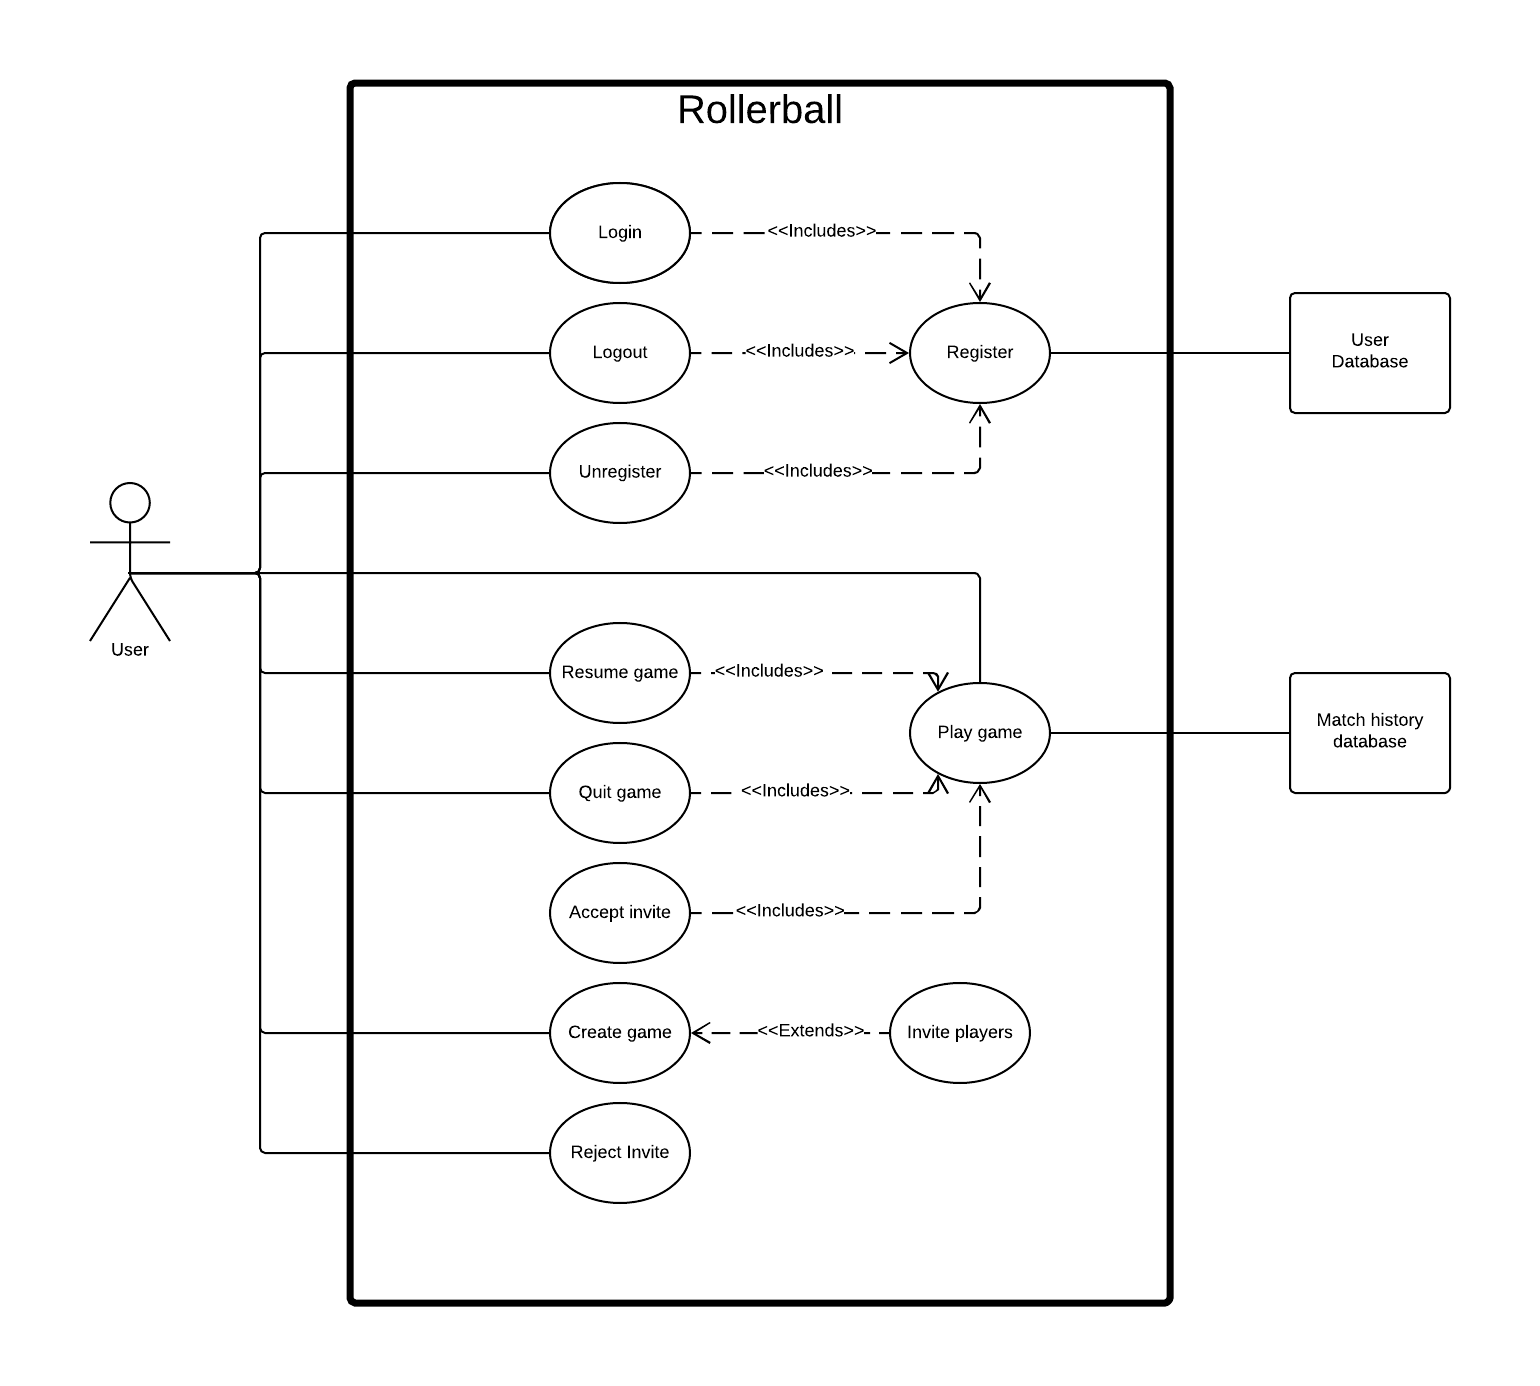 Rollerball
Login
<<Includes>>
Logout
<<Includes>>
Register
User
Database
Unregister
<<Includes>>
User
Resume game
<<Includes>>
Play game
Match history
database
Quit game
<<Includes>>
Accept invite
<<Includes>>
Create game
<<Extends>>
Invite players
Reject Invite